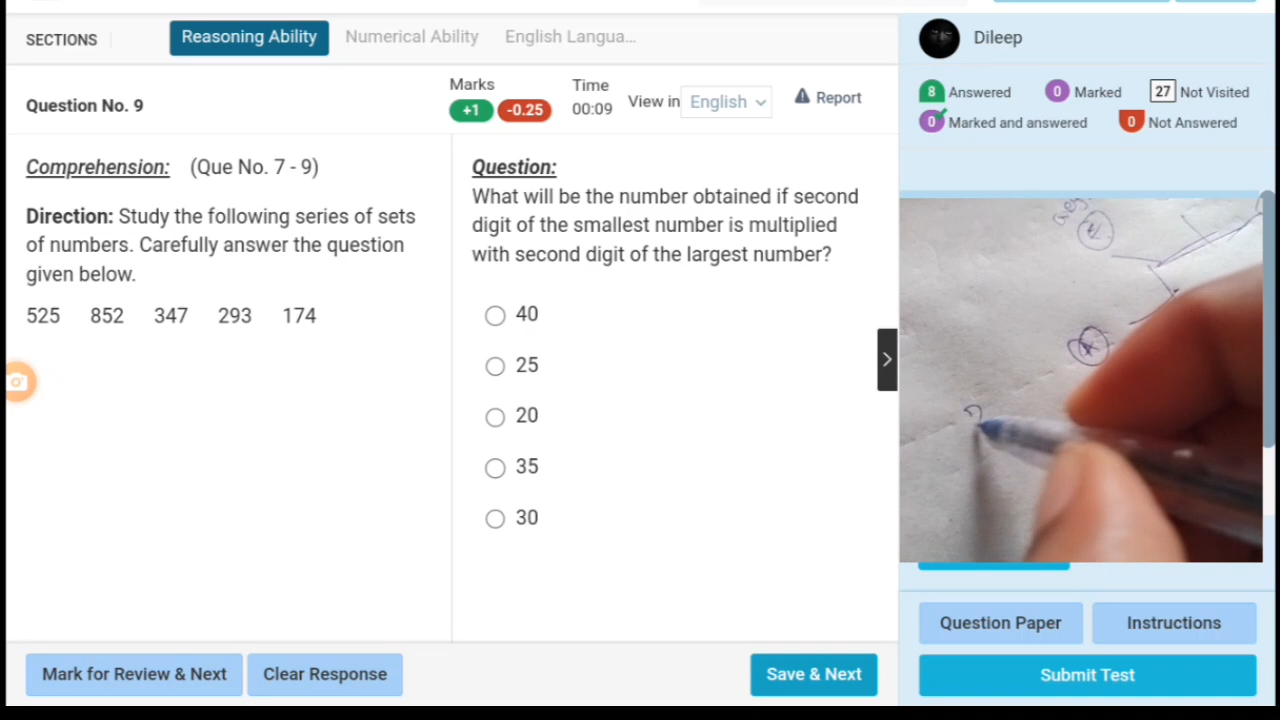 SECTIONS
Reasoning Ability
Numerical Ability
English Langua...
Question No. 9
Marks
+1
-0.25
Time
00:09
View in
English
Report
Comprehension: (Que No. 7 - 9)
Direction: Study the following series of sets
of numbers. Carefully answer the question
given below.
525 852 347 293 174
Question:
What will be the number obtained if second
digit of the smallest number is multiplied
with second digit of the largest number?
40
25
20
35
30
Mark for Review & Next
Clear Response
Save & Next
Dileep
8 Answered
0 Marked
27 Not Visited
0 Marked and answered
0 Not Answered
Question Paper
Instructions
Submit Test